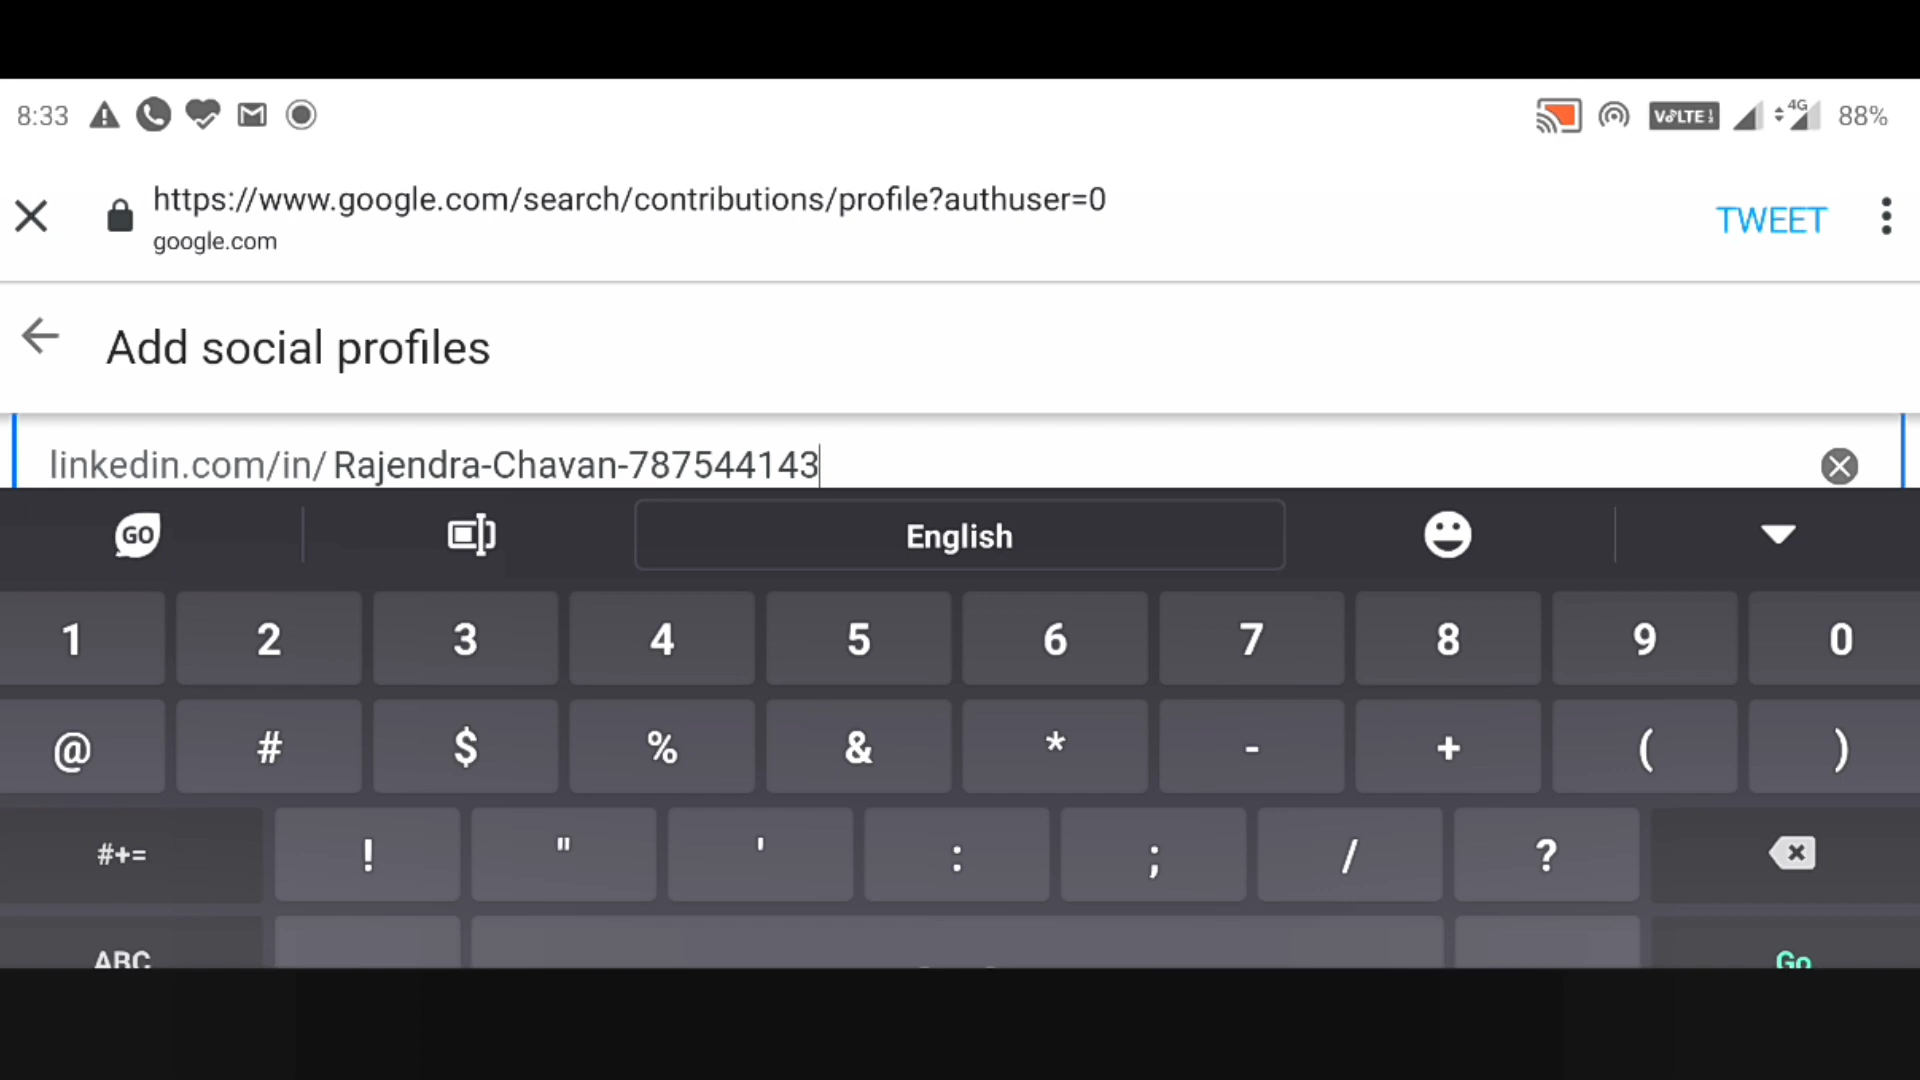 8:33 VoLTE 4G 88%
https://www.google.com/search/contributions/profile?authuser=0
google.com
TWEET
Add social profiles
linkedin.com/in/ Rajendra-Chavan-787544143
GO English
1 2 3 4 5 6 7 8 9 0
@ # $ % & * - + ( )
#+= ! " ' : ; / ?
ABC Go